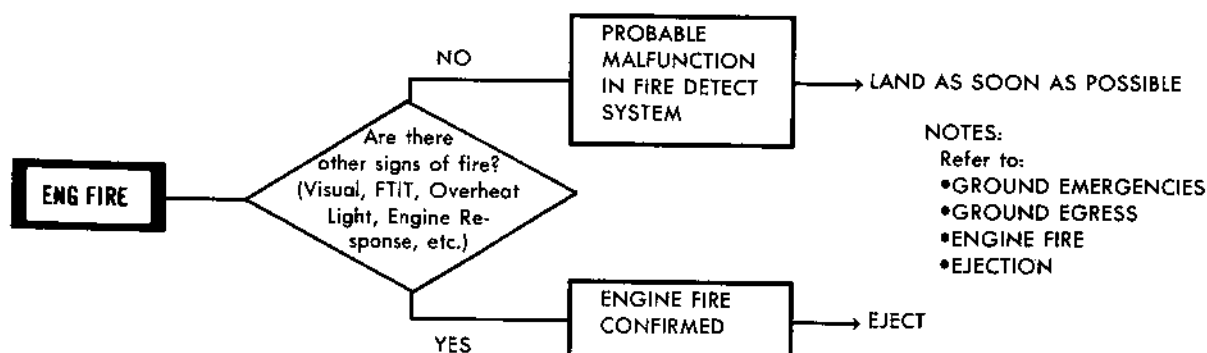 ENG FIRE
Are there
other signs of fire?
(Visual, FTIT, Overheat
Light, Engine Re-
sponse, etc.)
NO
PROBABLE
MALFUNCTION
IN FIRE DETECT
SYSTEM
LAND AS SOON AS POSSIBLE
NOTES:
Refer to:
•GROUND EMERGENCIES
•GROUND EGRESS
•ENGINE FIRE
•EJECTION
YES
ENGINE FIRE
CONFIRMED
EJECT